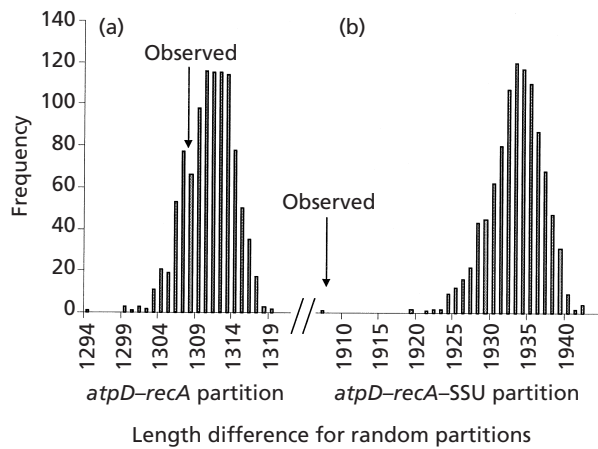 (a)
(b)
Observed
Observed
Frequency
140
120
100
80
60
40
20
0
1294
1299
1304
1309
1314
1319
1910
1915
1920
1925
1930
1935
1940
atpD–recA partition
atpD–recA–SSU partition
Length difference for random partitions